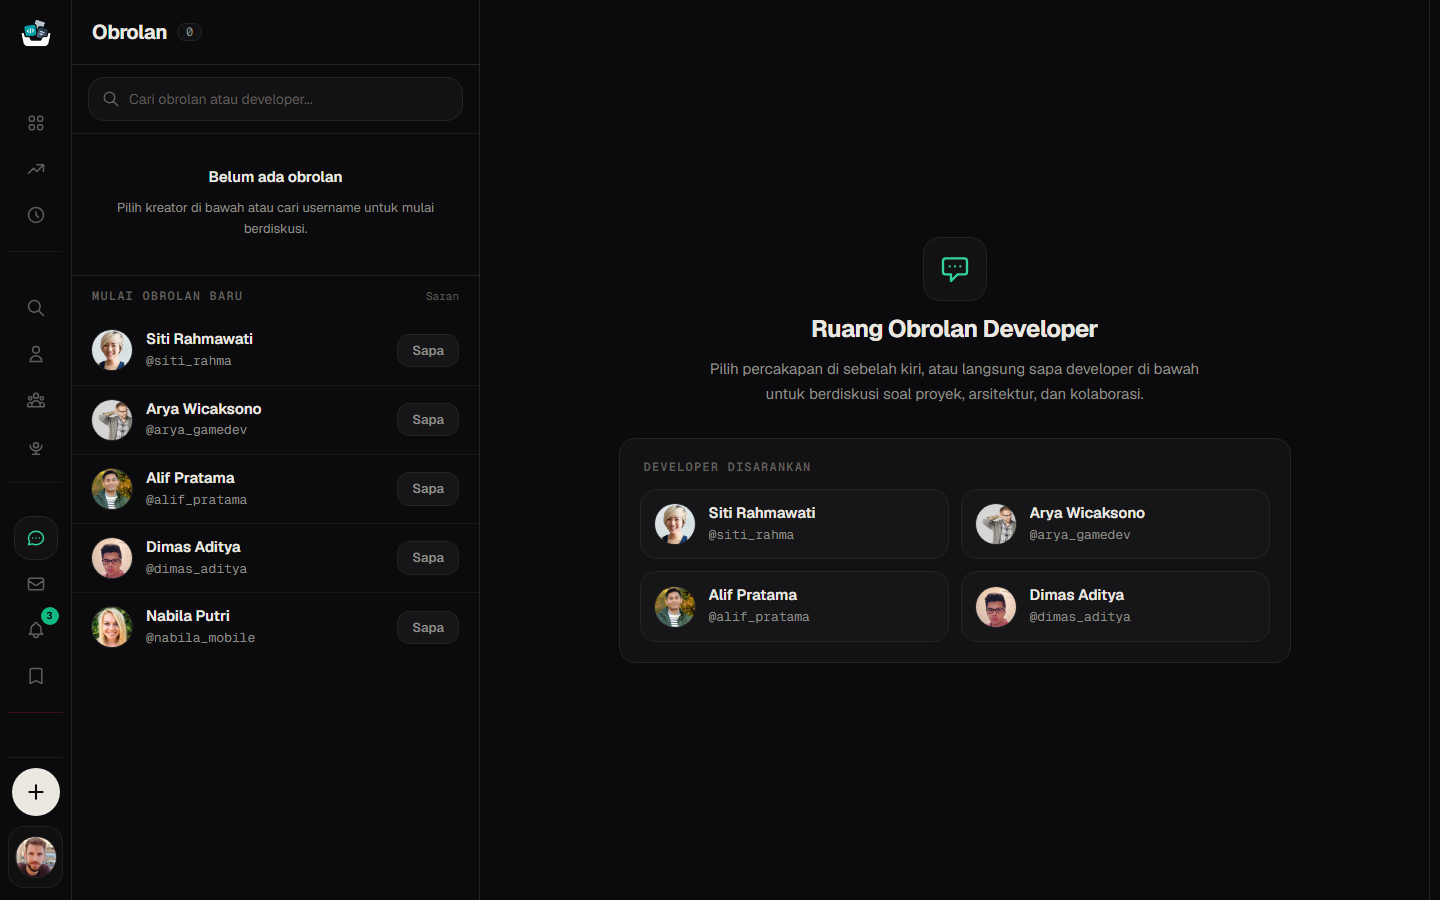 Obrolan 0
Cari obrolan atau developer...
Belum ada obrolan
Pilih kreator di bawah atau cari username untuk mulai
berdiskusi.
MULAI OBROLAN BARU Saran
Siti Rahmawati
@siti_rahma
Sapa
Arya Wicaksono
@arya_gamedev
Sapa
Alif Pratama
@alif_pratama
Sapa
Dimas Aditya
@dimas_aditya
Sapa
Nabila Putri
@nabila_mobile
Sapa
3
Ruang Obrolan Developer
Pilih percakapan di sebelah kiri, atau langsung sapa developer di bawah
untuk berdiskusi soal proyek, arsitektur, dan kolaborasi.
DEVELOPER DISARANKAN
Siti Rahmawati
@siti_rahma
Arya Wicaksono
@arya_gamedev
Alif Pratama
@alif_pratama
Dimas Aditya
@dimas_aditya